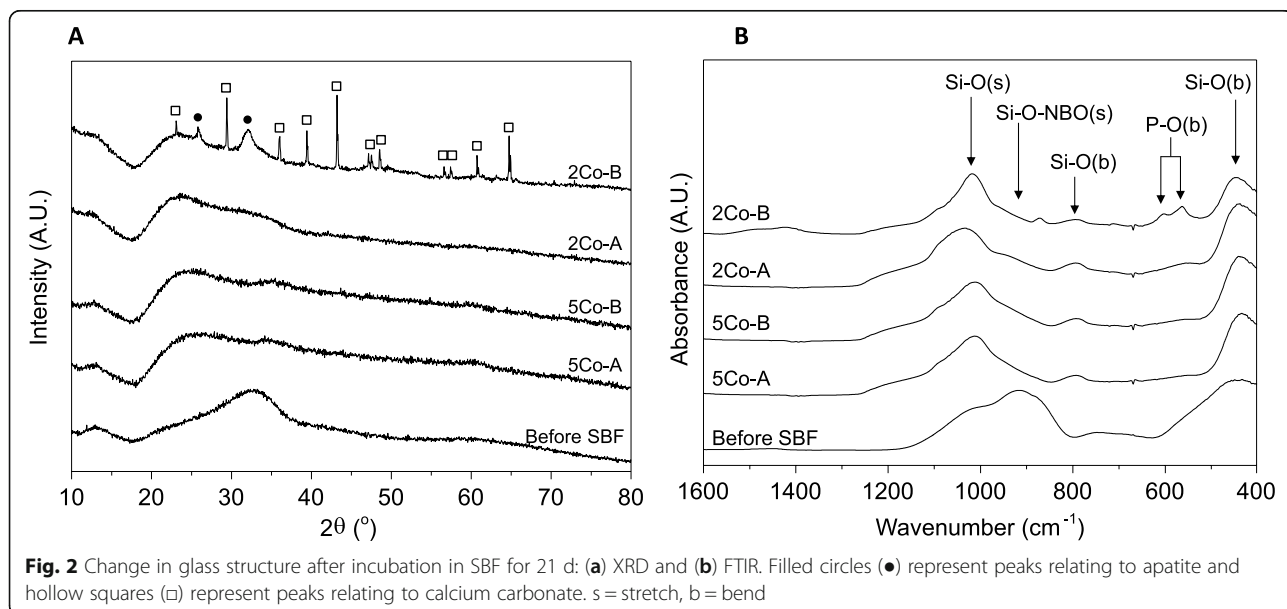 A
Intensity (A.U.)
2Co-B
2Co-A
5Co-B
5Co-A
Before SBF
10 20 30 40 50 60 70 80
2θ (°)
B
Absorbance (A.U.)
Si-O(s)
Si-O-NBO(s)
Si-O(b)
P-O(b)
Si-O(b)
2Co-B
2Co-A
5Co-B
5Co-A
Before SBF
1600 1400 1200 1000 800 600 400
Wavenumber (cm⁻¹)
Fig. 2 Change in glass structure after incubation in SBF for 21 d: (a) XRD and (b) FTIR. Filled circles (●) represent peaks relating to apatite and
hollow squares (□) represent peaks relating to calcium carbonate. s = stretch, b = bend